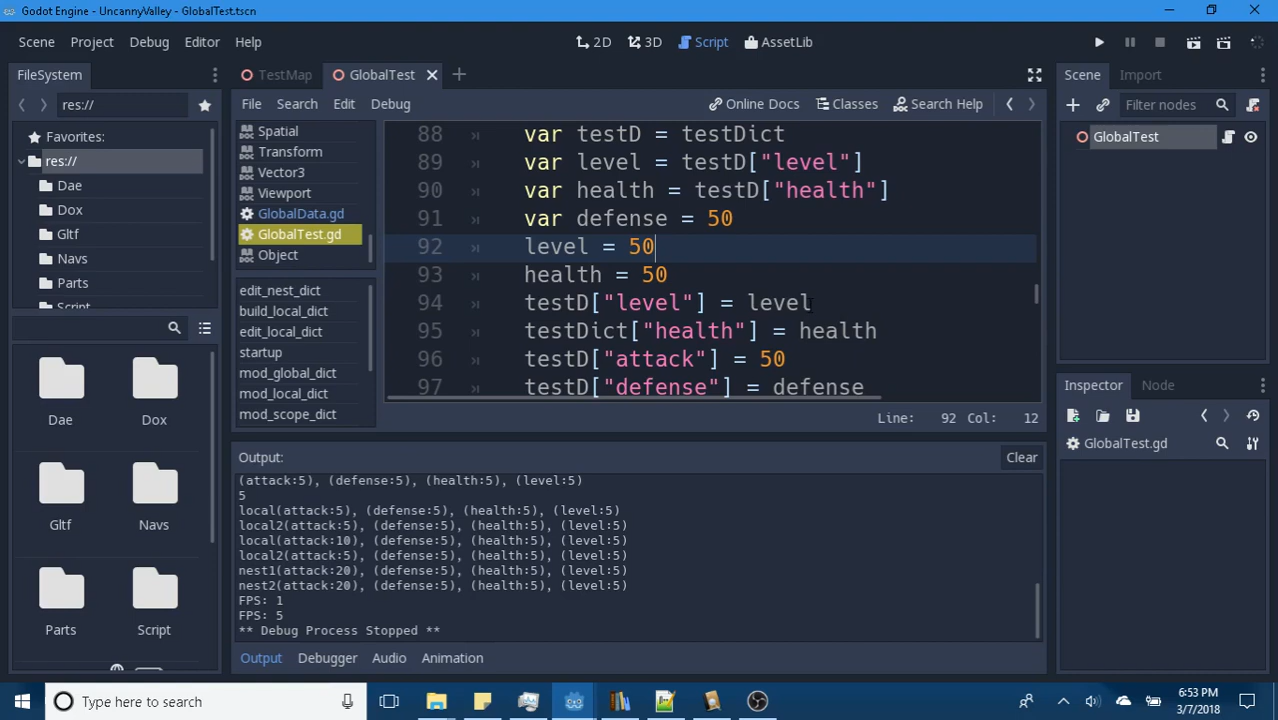 Godot Engine - UncannyValley - GlobalTest.tscn
Scene Project Debug Editor Help
2D 3D Script AssetLib
FileSystem
res://
Favorites:
res://
Dae
Dox
Gltf
Navs
Parts
Script
Dae
Dox
Gltf
Navs
Parts
Script
TestMap GlobalTest
File Search Edit Debug
Online Docs Classes Search Help
Spatial
Transform
Vector3
Viewport
GlobalData.gd
GlobalTest.gd
Object
edit_nest_dict
build_local_dict
edit_local_dict
startup
mod_global_dict
mod_local_dict
mod_scope_dict
88 var testD = testDict
89 var level = testD["level"]
90 var health = testD["health"]
91 var defense = 50
92 level = 50
93 health = 50
94 testD["level"] = level
95 testDict["health"] = health
96 testD["attack"] = 50
97 testD["defense"] = defense
Line: 92 Col: 12
Output:
Clear
(attack:5), (defense:5), (health:5), (level:5)
5
local(attack:5), (defense:5), (health:5), (level:5)
local2(attack:5), (defense:5), (health:5), (level:5)
local(attack:10), (defense:5), (health:5), (level:5)
local2(attack:5), (defense:5), (health:5), (level:5)
nest1(attack:20), (defense:5), (health:5), (level:5)
nest2(attack:20), (defense:5), (health:5), (level:5)
FPS: 1
FPS: 5
** Debug Process Stopped **
Output Debugger Audio Animation
Scene Import
Filter nodes
GlobalTest
Inspector Node
GlobalTest.gd
Type here to search
6:53 PM
3/7/2018